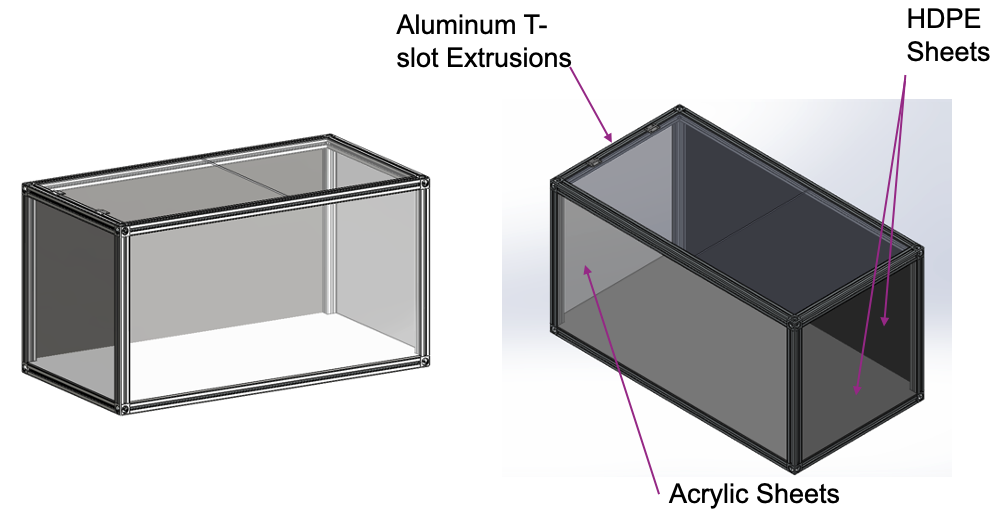 Aluminum T-
slot Extrusions
HDPE
Sheets
Acrylic Sheets